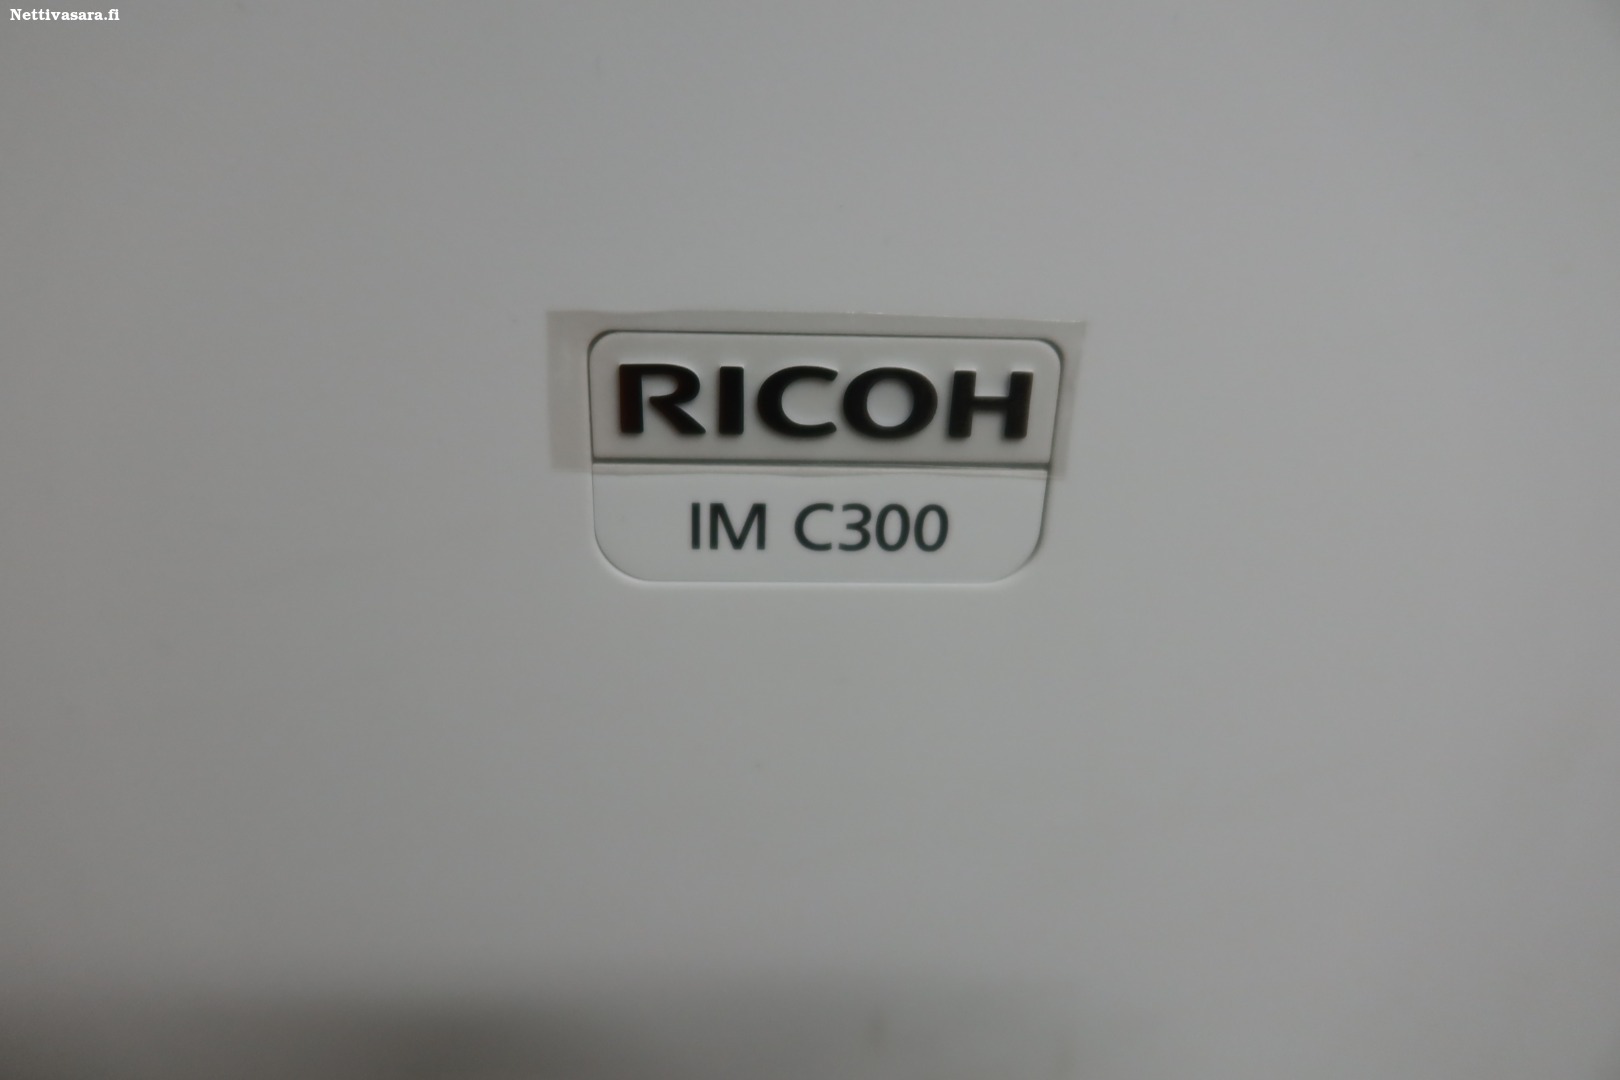 Nettivasara.fi
RICOH
IM C300